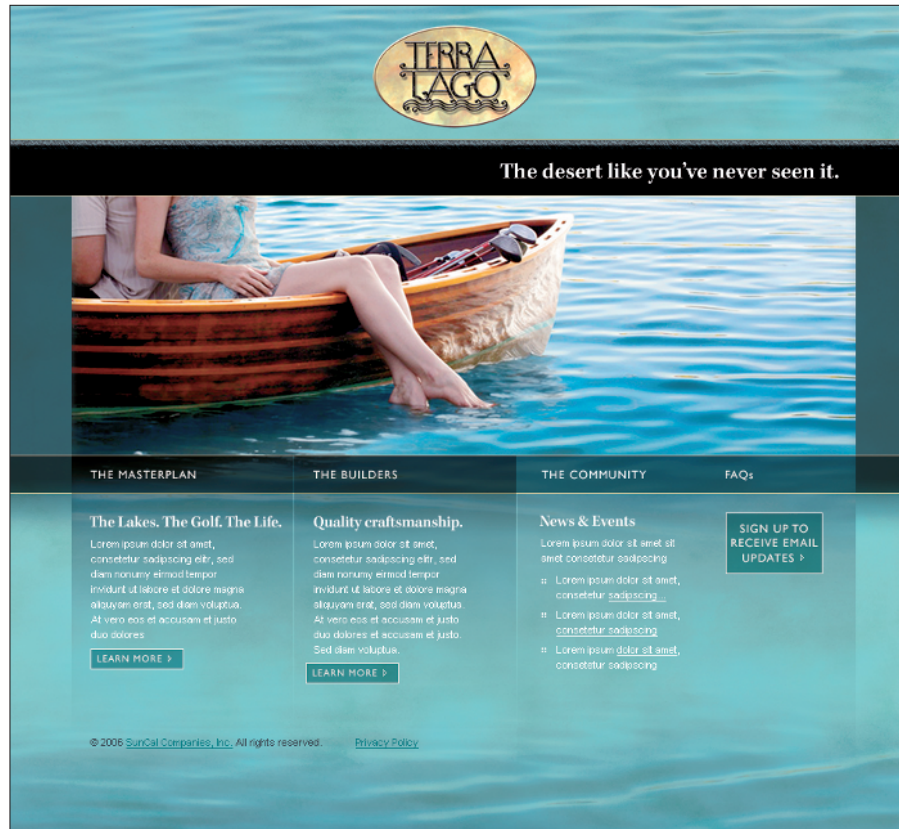 TERRA
LAGO
The desert like you've never seen it.
THE MASTERPLAN
THE BUILDERS
THE COMMUNITY
FAQs
The Lakes. The Golf. The Life.
Lorem ipsum dolor sit amet,
consetetur sadipscing elitr, sed
diam nonumy eirmod tempor
invidunt ut labore et dolore magna
aliquyam erat, sed diam voluptua.
At vero eos et accusam et justo
duo dolores
LEARN MORE
Quality craftsmanship.
Lorem ipsum dolor sit amet,
consetetur sadipscing elitr, sed
diam nonumy eirmod tempor
invidunt ut labore et dolore magna
aliquyam erat, sed diam voluptua.
At vero eos et accusam et justo
duo dolores et accusam et justo.
Sed diam voluptua.
LEARN MORE
News & Events
Lorem ipsum dolor sit amet sit
amet consetetur sadipscing
Lorem ipsum dolor sit amet,
consetetur sadipscing...
Lorem ipsum dolor sit amet,
consetetur sadipscing
Lorem ipsum dolor sit amet,
consetetur sadipscing
SIGN UP TO
RECEIVE EMAIL
UPDATES
© 2006 SunCal Companies, Inc. All rights reserved.
Privacy Policy